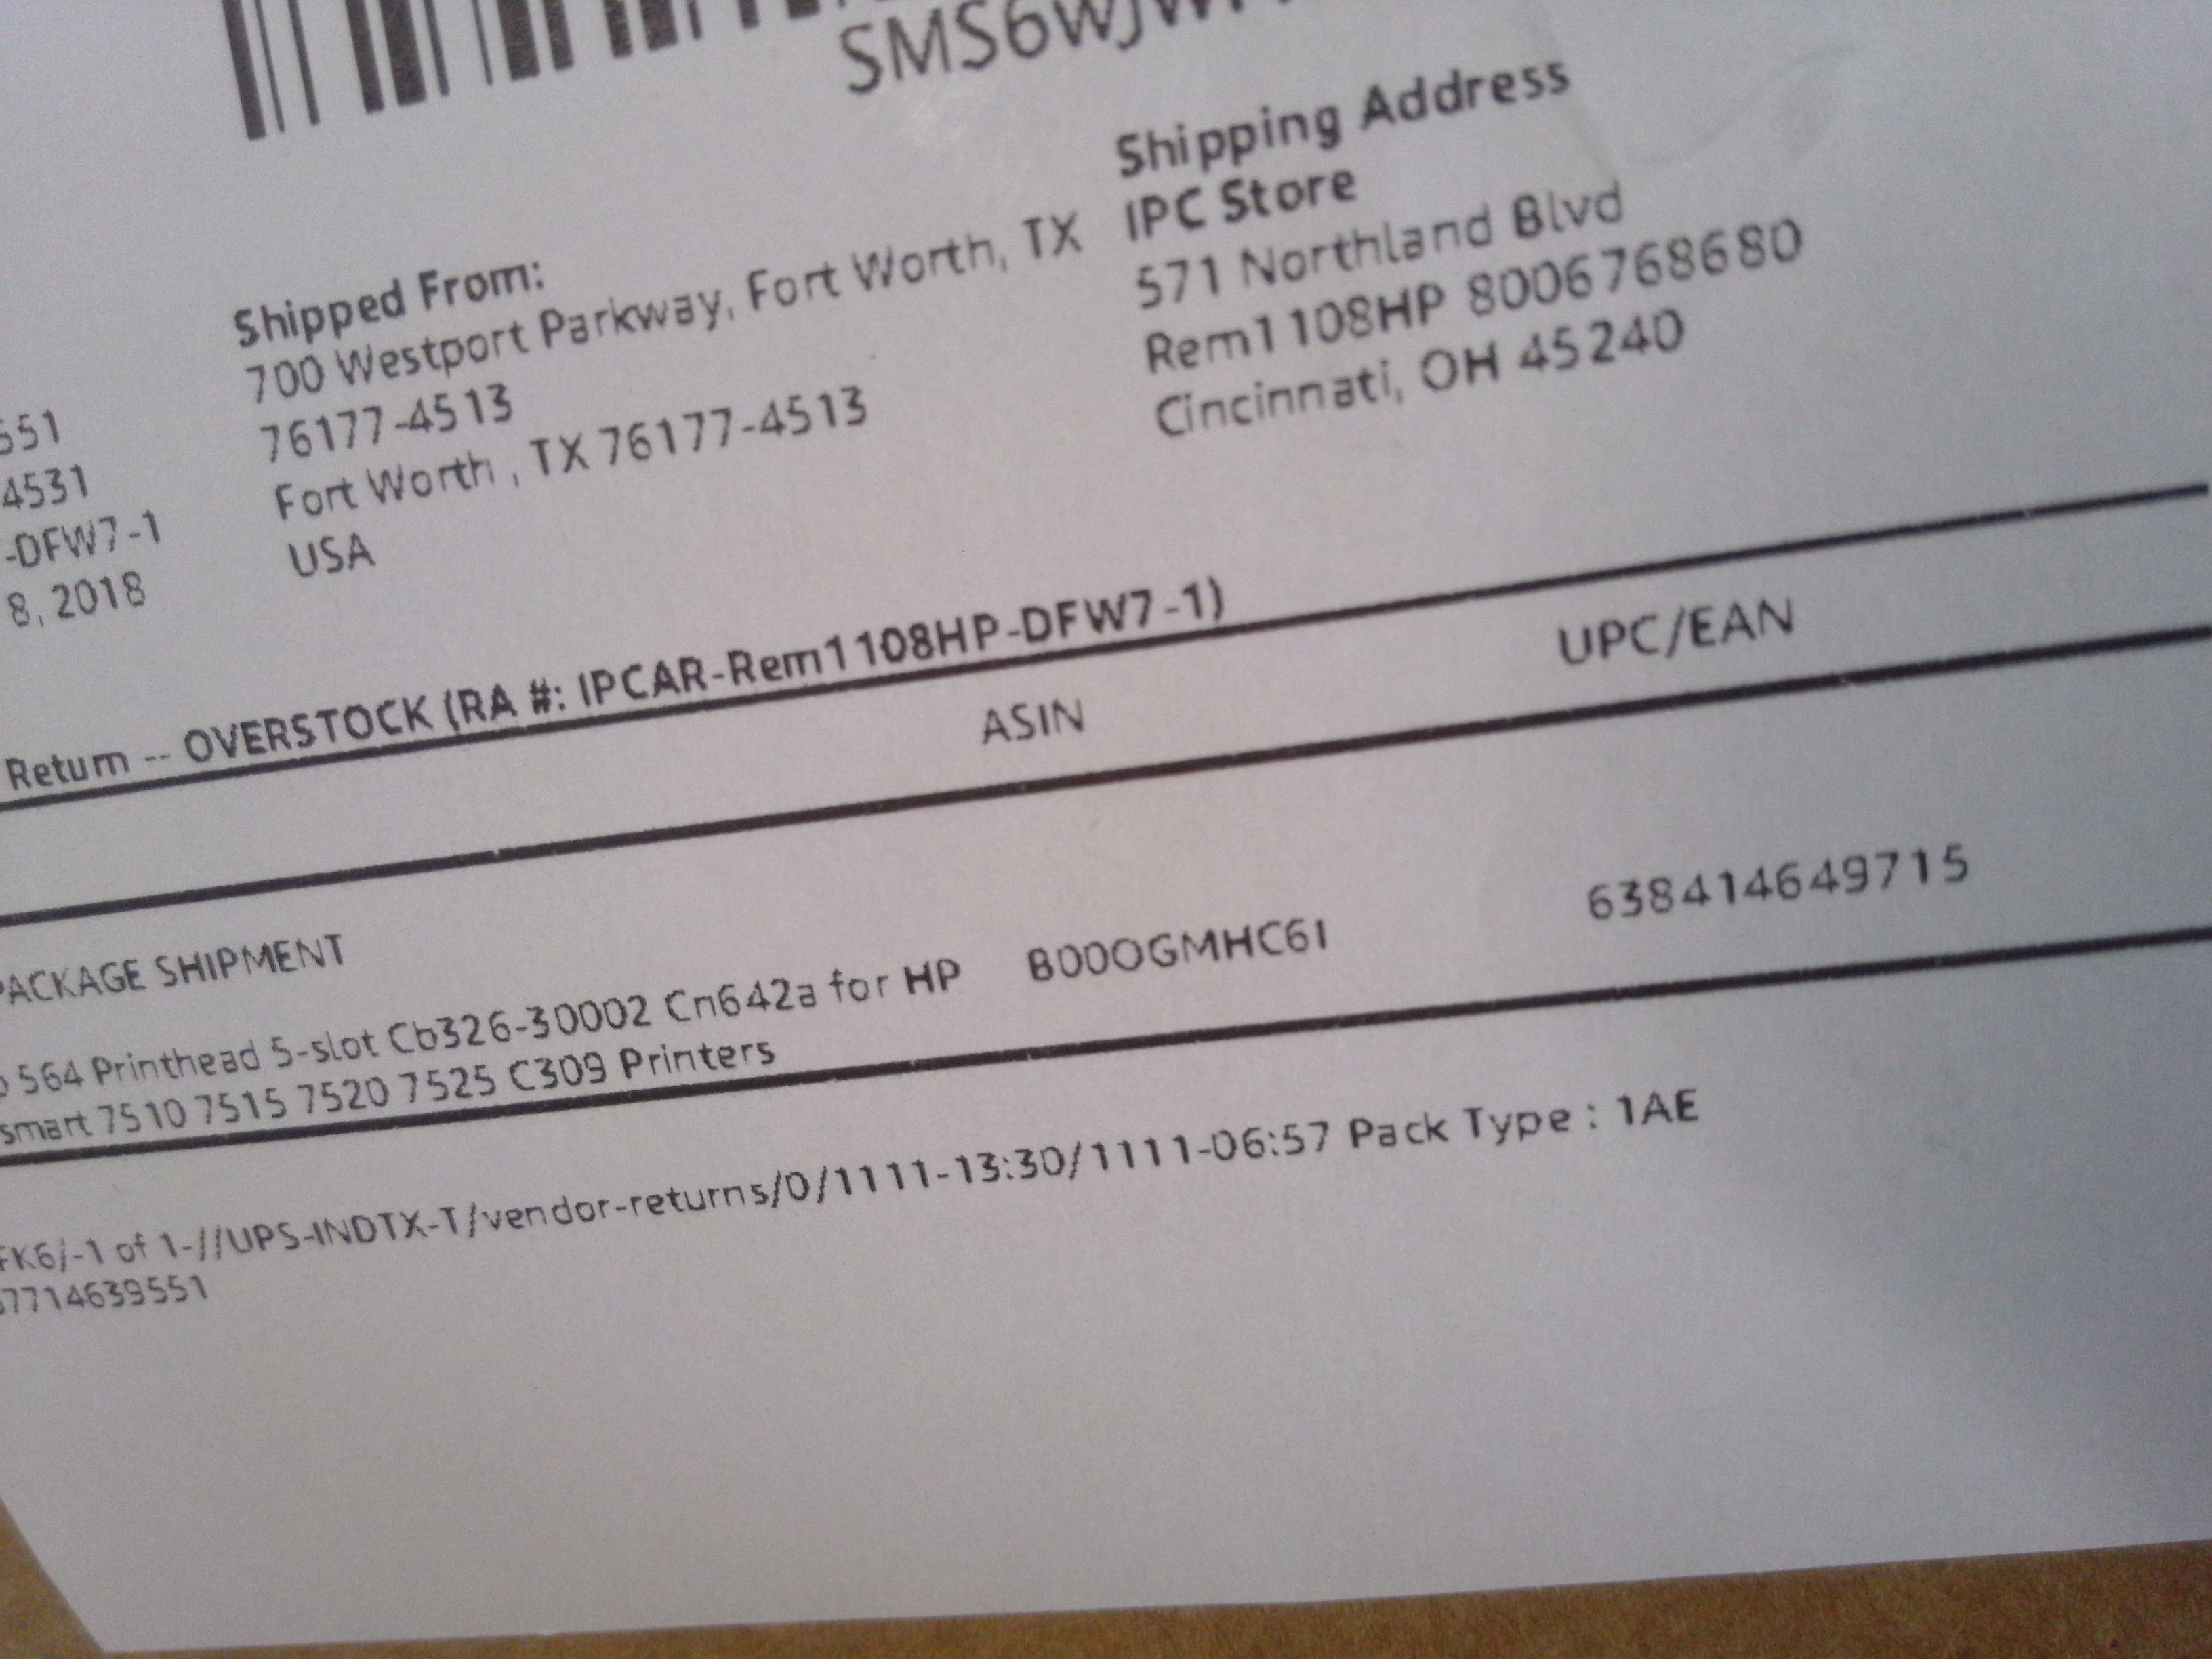 SMS6WJW
Shipped From:
700 Westport Parkway, Fort Worth, TX
76177-4513
Fort Worth , TX 76177-4513
USA
Shipping Address
IPC Store
571 Northland Blvd
Rem1108HP 8006768680
Cincinnati, OH 45240
551
4531
-DFW7-1
8, 2018
Return -- OVERSTOCK (RA #: IPCAR-Rem1108HP-DFW7-1)
ASIN UPC/EAN
PACKAGE SHIPMENT
564 Printhead 5-slot Cb326-30002 Cn642a for HP B00OGMHC6I 638414649715
smart 7510 7515 7520 7525 C309 Printers
FK6/-1 of 1-//UPS-INDTX-T/vendor-returns/0/1111-13:30/1111-06:57 Pack Type : 1AE
7714639551